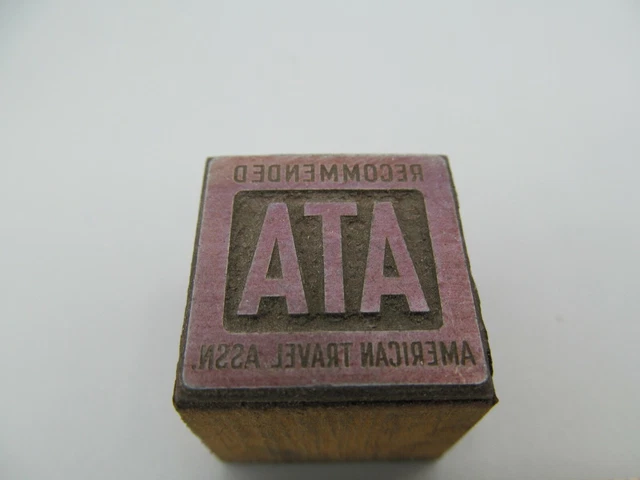 RECOMMENDED
ATA
AMERICAN TRAVEL ASSN.